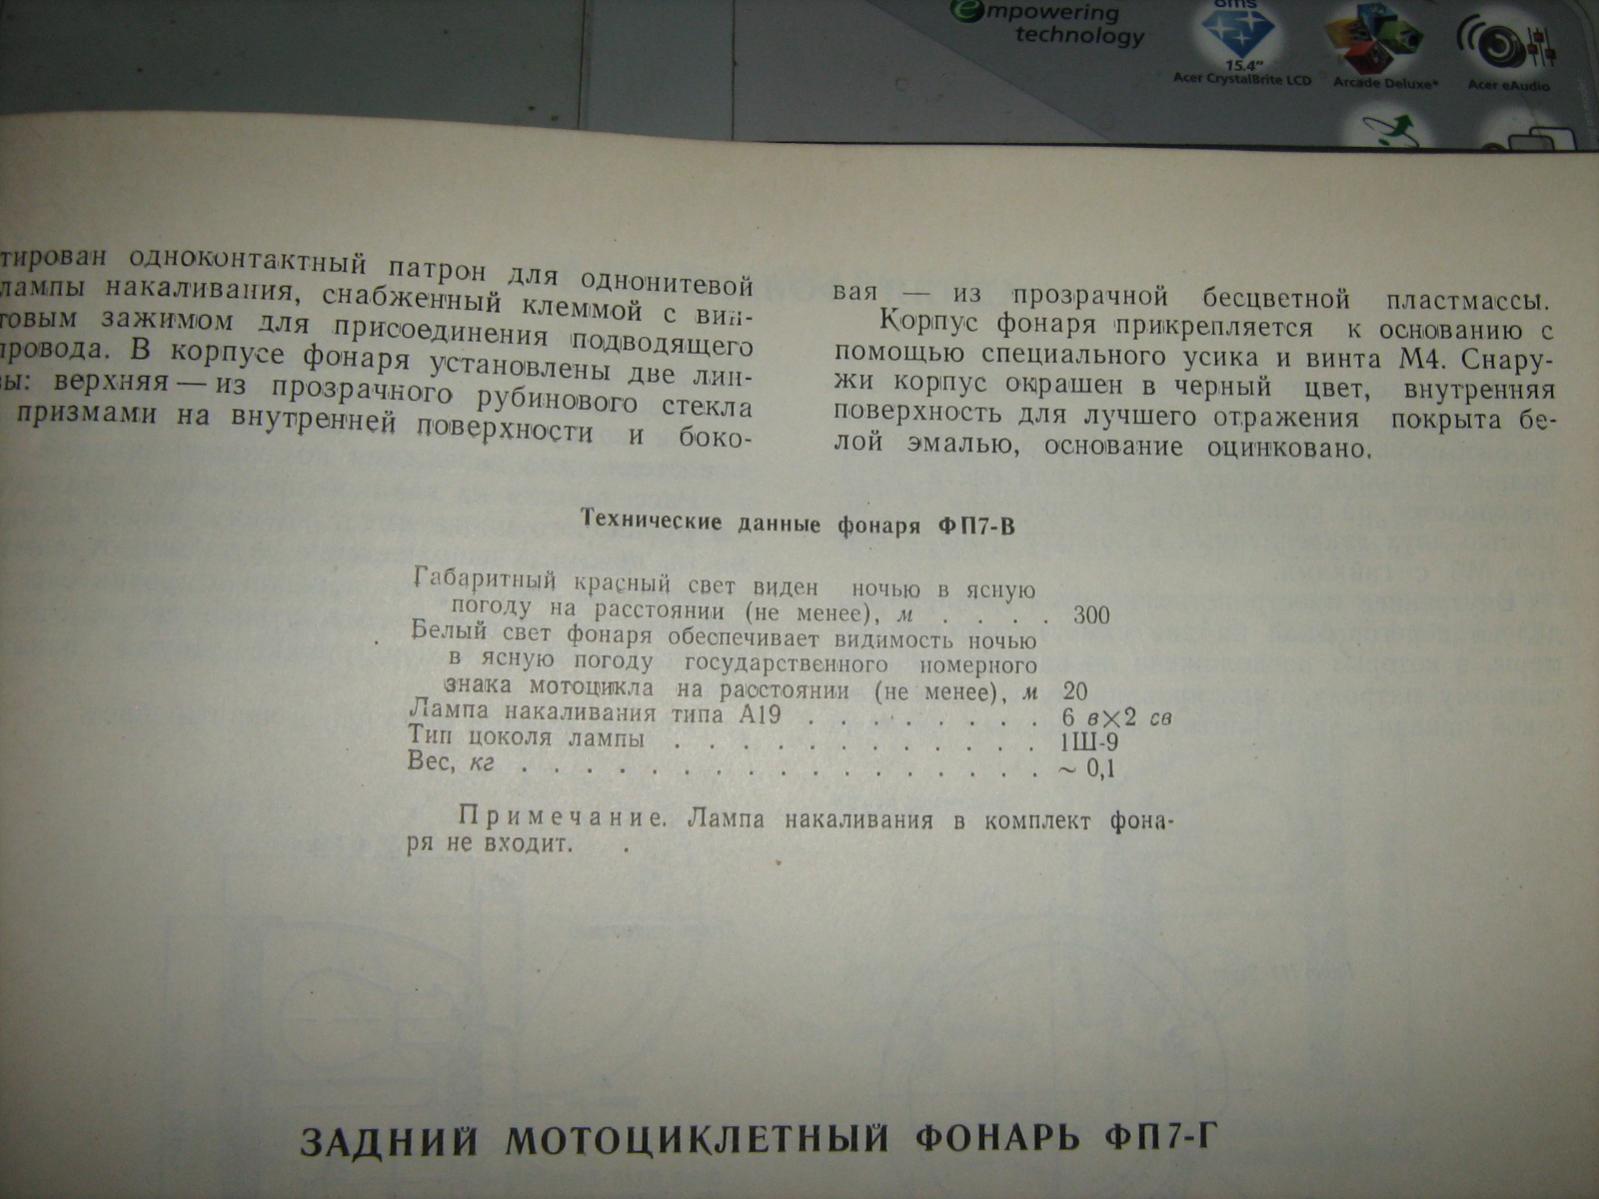 empowering
technology
15.4"
Acer CrystalBrite LCD
Arcade Deluxe*
Acer eAudio
тирован одноконтактный патрон для однонитевой
лампы накаливания, снабженный клеммой с вин-
товым зажимом для присоединения подводящего
провода. В корпусе фонаря установлены две лин-
зы: верхняя — из прозрачного рубинового стекла
призмами на внутренней поверхности и боко-
вая — из прозрачной бесцветной пластмассы.
Корпус фонаря прикрепляется к основанию с
помощью специального усика и винта М4. Снару-
жи корпус окрашен в черный цвет, внутренняя
поверхность для лучшего отражения покрыта бе-
лой эмалью, основание оцинковано.
Технические данные фонаря ФП7-В
Габаритный красный свет виден ночью в ясную
погоду на расстоянии (не менее), м . . . . 300
Белый свет фонаря обеспечивает видимость ночью
в ясную погоду государственного номерного
знака мотоцикла на расстоянии (не менее), м 20
Лампа накаливания типа А19 . . . . . . . . 6 в×2 св
Тип цоколя лампы . . . . . . . . . . . . 1Ш-9
Вес, кг . . . . . . . . . . . . . . . . . ~ 0,1
Примечание. Лампа накаливания в комплект фона-
ря не входит.
ЗАДНИЙ МОТОЦИКЛЕТНЫЙ ФОНАРЬ ФП7-Г